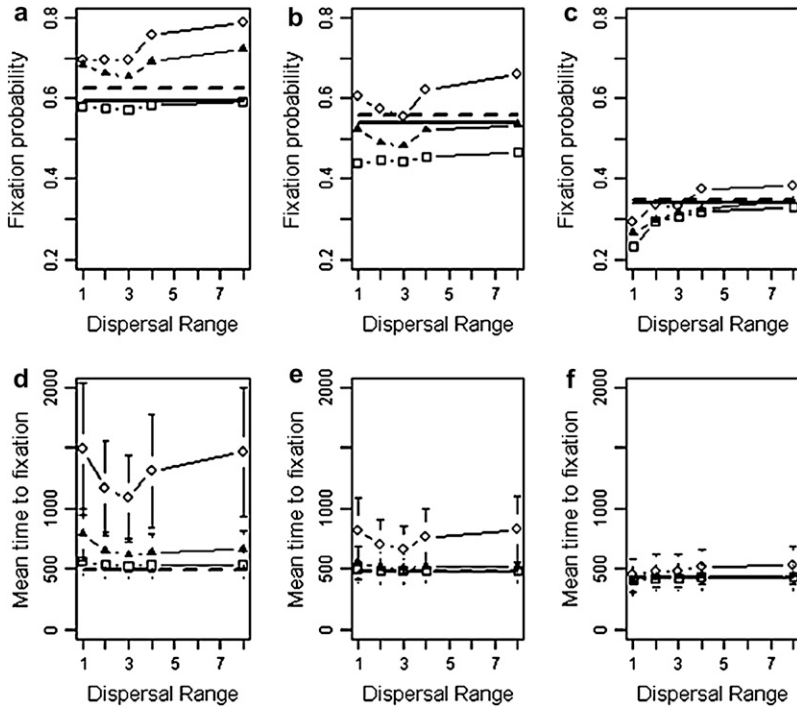 a
b
c
Fixation probability
0.8
0.6
0.4
0.2
1 3 5 7
Dispersal Range
Fixation probability
0.8
0.6
0.4
0.2
1 3 5 7
Dispersal Range
Fixation probability
0.8
0.6
0.4
0.2
1 3 5 7
Dispersal Range
d
e
f
Mean time to fixation
2000
1000
500
0
1 3 5 7
Dispersal Range
Mean time to fixation
2000
1000
500
0
1 3 5 7
Dispersal Range
Mean time to fixation
2000
1000
500
0
1 3 5 7
Dispersal Range